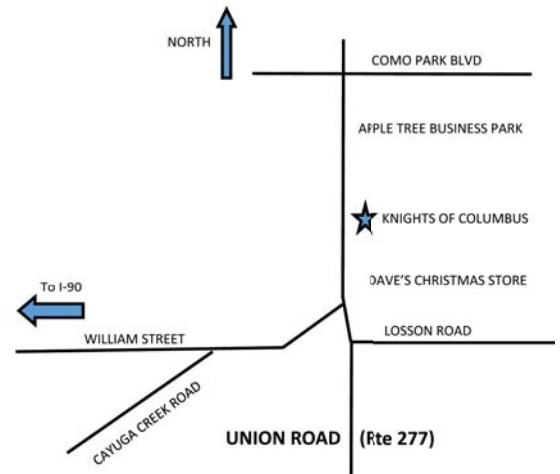 NORTH
COMO PARK BLVD
APPLE TREE BUSINESS PARK
KNIGHTS OF COLUMBUS
To I-90
DAVE'S CHRISTMAS STORE
WILLIAM STREET
LOSSON ROAD
CAYUGA CREEK ROAD
UNION ROAD (Rte 277)